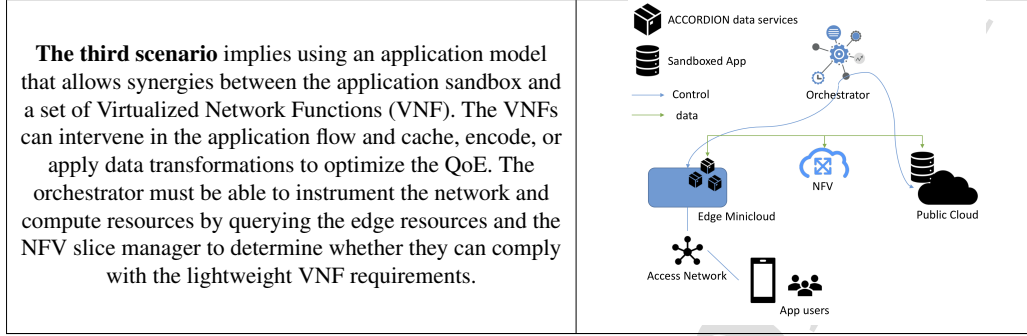 The third scenario implies using an application model
that allows synergies between the application sandbox and
a set of Virtualized Network Functions (VNF). The VNFs
can intervene in the application flow and cache, encode, or
apply data transformations to optimize the QoE. The
orchestrator must be able to instrument the network and
compute resources by querying the edge resources and the
NFV slice manager to determine whether they can comply
with the lightweight VNF requirements.
ACCORDION data services
Sandboxed App
Control
data
Orchestrator
Edge Minicloud
NFV
Public Cloud
Access Network
App users